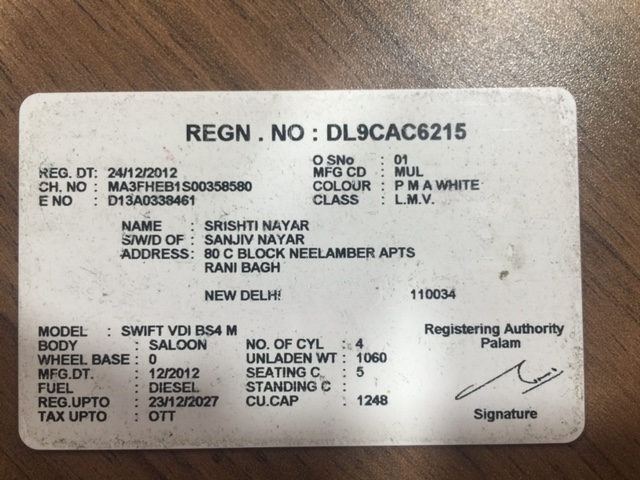 REGN . NO : DL9CAC6215
REG. DT: 24/12/2012 O SNo : 01
CH. NO : MA3FHEB1S00358580 MFG CD : MUL
E NO : D13A0338461 COLOUR : P M A WHITE
CLASS : L.M.V.
NAME : SRISHTI NAYAR
S/W/D OF : SANJIV NAYAR
ADDRESS: 80 C BLOCK NEELAMBER APTS
RANI BAGH
NEW DELHI 110034
MODEL : SWIFT VDI BS4 M
BODY : SALOON NO. OF CYL : 4
WHEEL BASE : 0 UNLADEN WT : 1060
MFG.DT. : 12/2012 SEATING C. : 5
FUEL : DIESEL STANDING C :
REG.UPTO : 23/12/2027 CU.CAP : 1248
TAX UPTO : OTT
Registering Authority
Palam
Signature